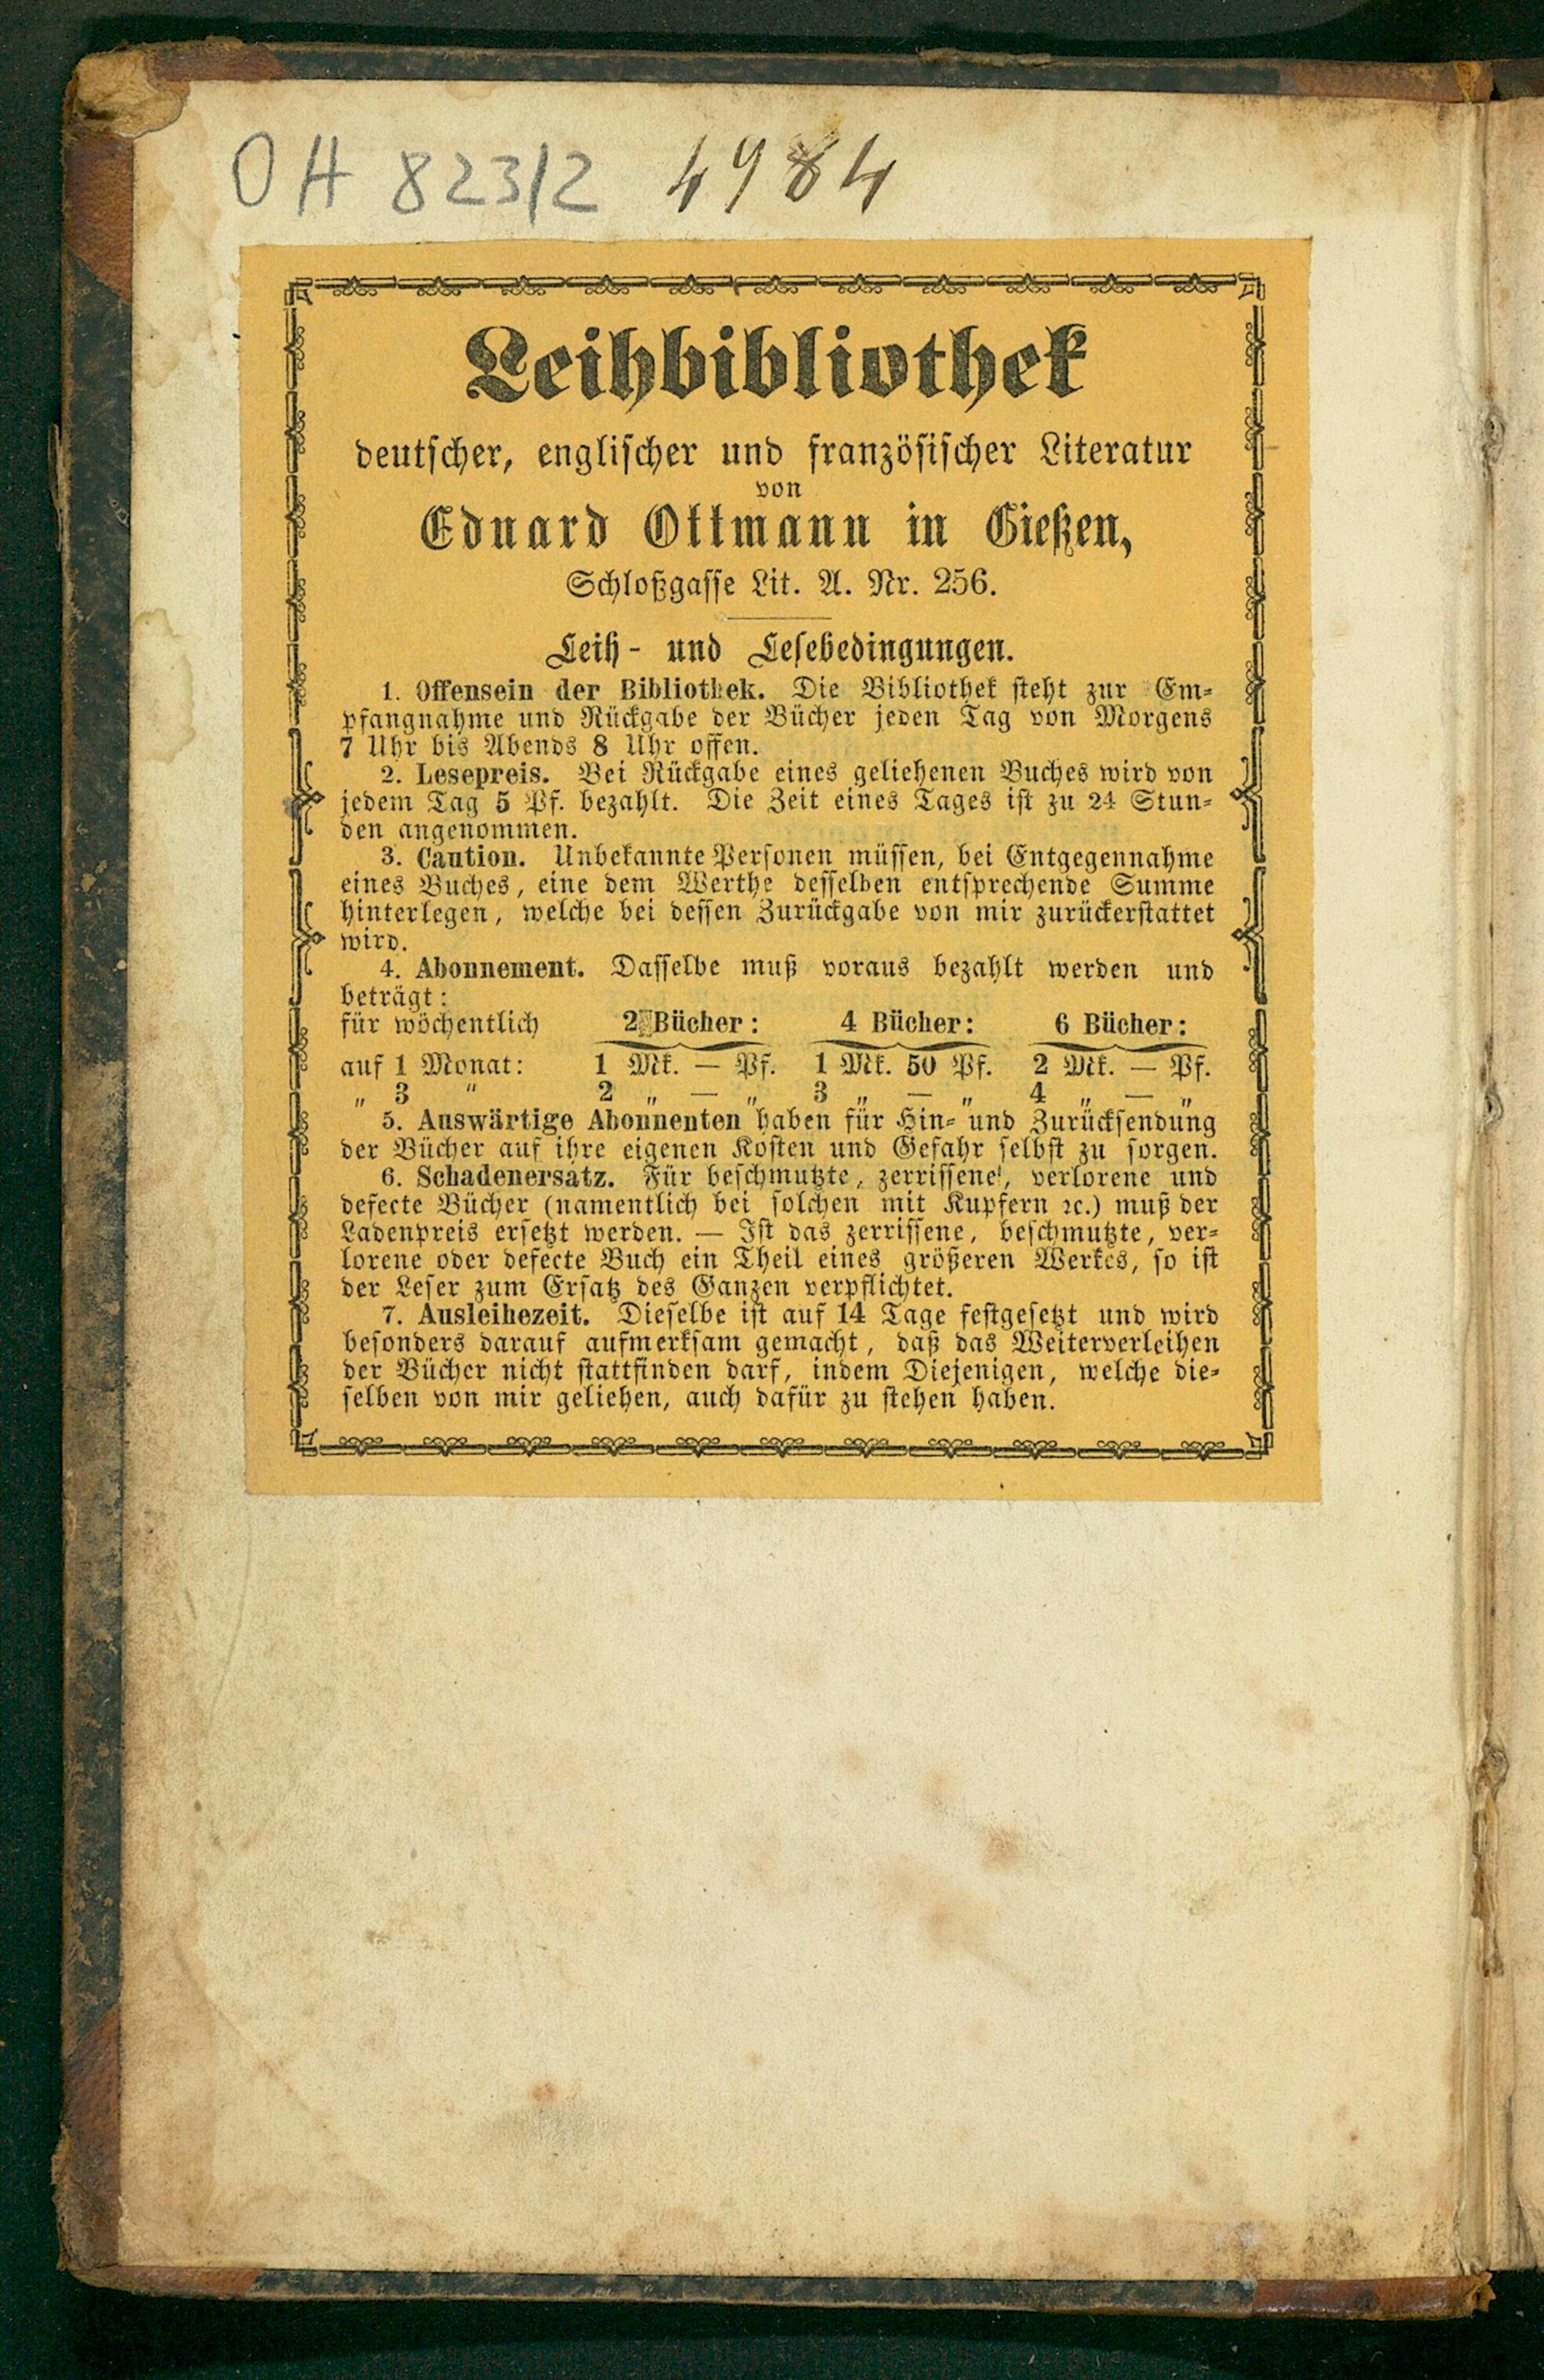 OH 823/2 4984
Leihbibliothek
deutscher, englischer und französischer Literatur
von
Eduard Ottmann in Gießen,
Schloßgasse Lit. A. Nr. 256.
Leih- und Lesebedingungen.
1. Offensein der Bibliothek. Die Bibliothek steht zur Em-
pfangnahme und Rückgabe der Bücher jeden Tag von Morgens
7 Uhr bis Abends 8 Uhr offen.
2. Lesepreis. Bei Rückgabe eines geliehenen Buches wird von
jedem Tag 5 Pf. bezahlt. Die Zeit eines Tages ist zu 24 Stun-
den angenommen.
3. Caution. Unbekannte Personen müssen, bei Entgegennahme
eines Buches, eine dem Werthe desselben entsprechende Summe
hinterlegen, welche bei dessen Zurückgabe von mir zurückerstattet
wird.
4. Abonnement. Dasselbe muß voraus bezahlt werden und
beträgt:
für wöchentlich 2 Bücher: 4 Bücher: 6 Bücher:
auf 1 Monat: 1 Mk. — Pf. 1 Mk. 50 Pf. 2 Mk. — Pf.
„ 3 " 2 „ — „ 3 „ — „ 4 „ — „
5. Auswärtige Abonnenten haben für Hin- und Zurücksendung
der Bücher auf ihre eigenen Kosten und Gefahr selbst zu sorgen.
6. Schadenersatz. Für beschmutzte, zerrissene, verlorene und
defecte Bücher (namentlich bei solchen mit Kupfern ꝛc.) muß der
Ladenpreis ersetzt werden. — Ist das zerrissene, beschmutzte, ver-
lorene oder defecte Buch ein Theil eines größeren Werkes, so ist
der Leser zum Ersatz des Ganzen verpflichtet.
7. Ausleihezeit. Dieselbe ist auf 14 Tage festgesetzt und wird
besonders darauf aufmerksam gemacht, daß das Weiterverleihen
der Bücher nicht stattfinden darf, indem Diejenigen, welche die-
selben von mir geliehen, auch dafür zu stehen haben.